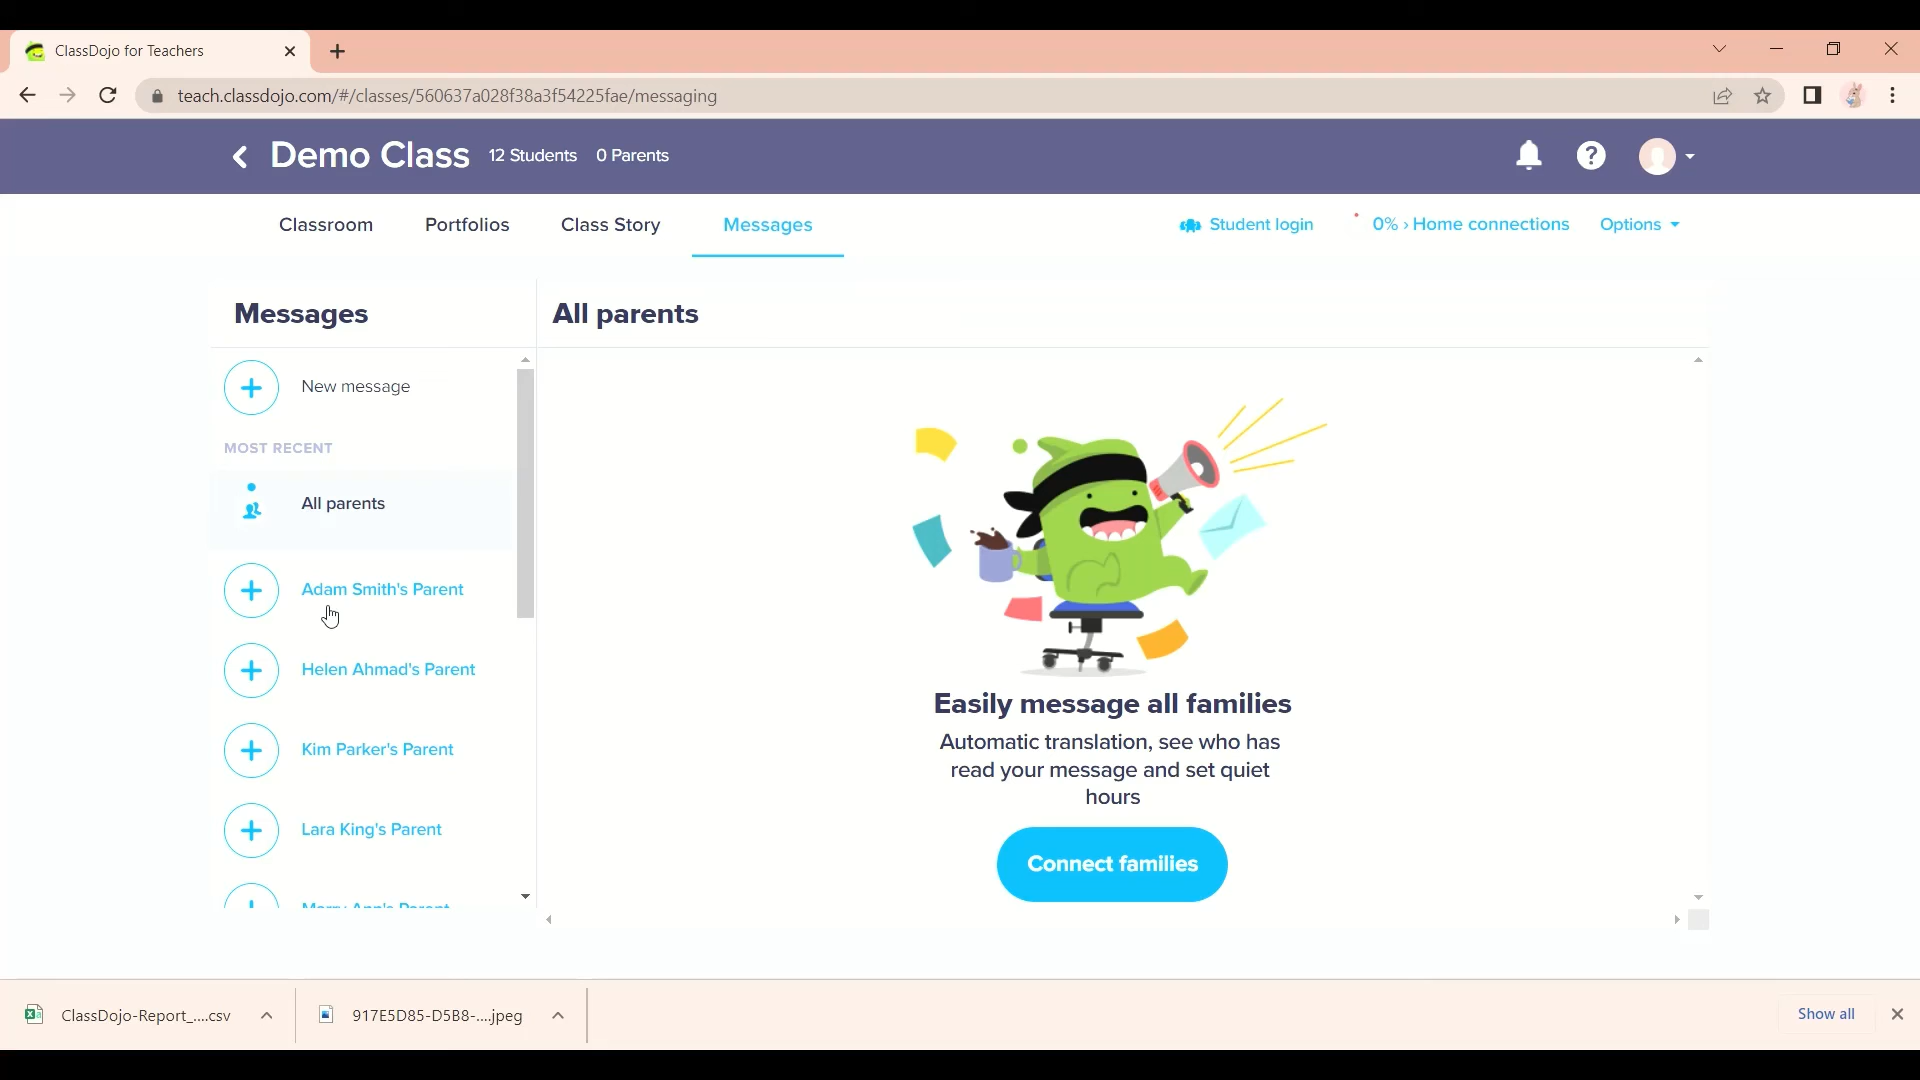 ClassDojo for Teachers
teach.classdojo.com/#/classes/560637a028f38a3f54225fae/messaging
Demo Class 12 Students 0 Parents
Classroom Portfolios Class Story Messages Student login 0% › Home connections Options
Messages
All parents
New message
MOST RECENT
All parents
Adam Smith's Parent
Helen Ahmad's Parent
Kim Parker's Parent
Lara King's Parent
Easily message all families
Automatic translation, see who has
read your message and set quiet
hours
Connect families
ClassDojo-Report_....csv
917E5D85-D5B8-....jpeg
Show all